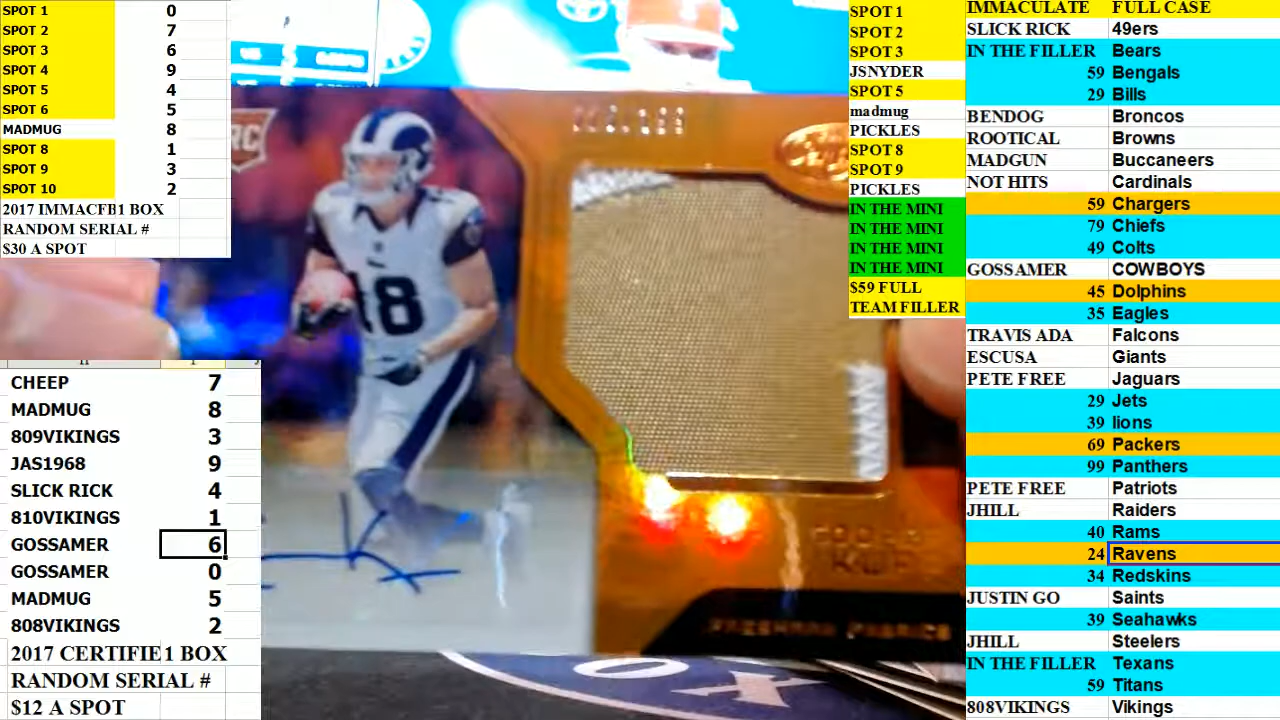 SPOT 1 0
SPOT 2 7
SPOT 3 6
SPOT 4 9
SPOT 5 4
SPOT 6 5
MADMUG 8
SPOT 8 1
SPOT 9 3
SPOT 10 2
2017 IMMACFB1 BOX
RANDOM SERIAL #
$30 A SPOT
CHEEP 7
MADMUG 8
809VIKINGS 3
JAS1968 9
SLICK RICK 4
810VIKINGS 1
GOSSAMER 6
GOSSAMER 0
MADMUG 5
808VIKINGS 2
2017 CERTIFIE1 BOX
RANDOM SERIAL #
$12 A SPOT
RC
18
FRESHMAN FABRICS
OX
SPOT 1
SPOT 2
SPOT 3
JSNYDER
SPOT 5
madmug
PICKLES
SPOT 8
SPOT 9
PICKLES
IN THE MINI
IN THE MINI
IN THE MINI
IN THE MINI
$59 FULL
TEAM FILLER
IMMACULATE FULL CASE
SLICK RICK 49ers
IN THE FILLER Bears
59 Bengals
29 Bills
BENDOG Broncos
ROOTICAL Browns
MADGUN Buccaneers
NOT HITS Cardinals
59 Chargers
79 Chiefs
49 Colts
GOSSAMER COWBOYS
45 Dolphins
35 Eagles
TRAVIS ADA Falcons
ESCUSA Giants
PETE FREE Jaguars
29 Jets
39 lions
69 Packers
99 Panthers
PETE FREE Patriots
JHILL Raiders
40 Rams
24 Ravens
34 Redskins
JUSTIN GO Saints
39 Seahawks
JHILL Steelers
IN THE FILLER Texans
59 Titans
808VIKINGS Vikings